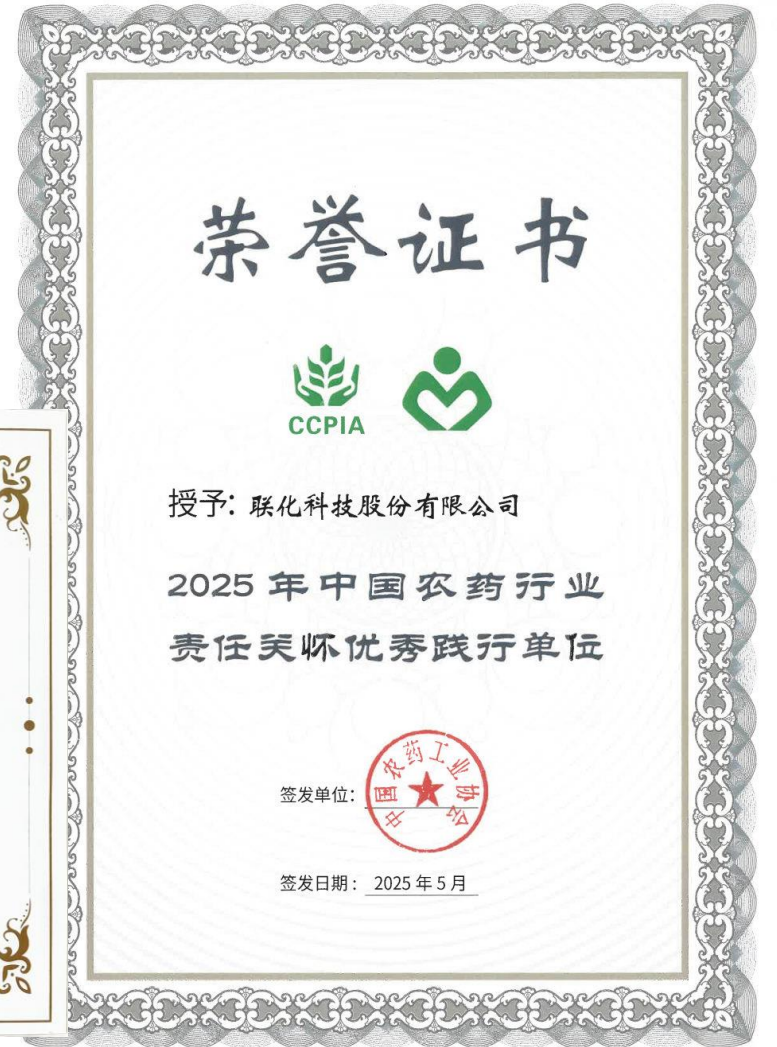 荣誉证书
CCPIA
授予：联化科技股份有限公司
2025年中国农药行业
责任关怀优秀践行单位
中国农药工业协会
签发单位：
签发日期：2025年5月